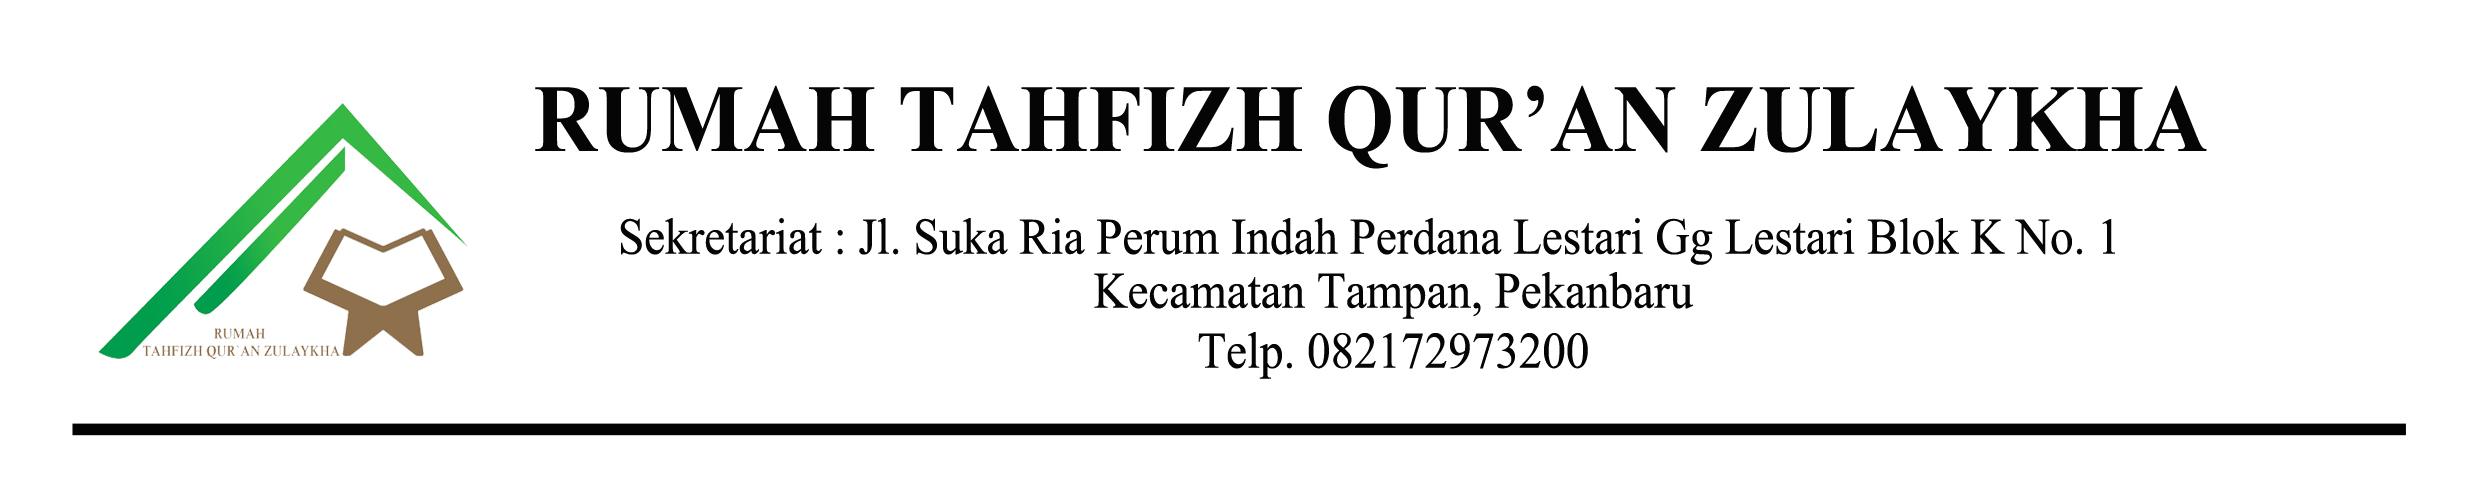 RUMAH TAHFIZH QUR’AN ZULAYKHA
Sekretariat : Jl. Suka Ria Perum Indah Perdana Lestari Gg Lestari Blok K No. 1
Kecamatan Tampan, Pekanbaru
Telp. 082172973200
RUMAH
TAHFIZH QUR`AN ZULAYKHA